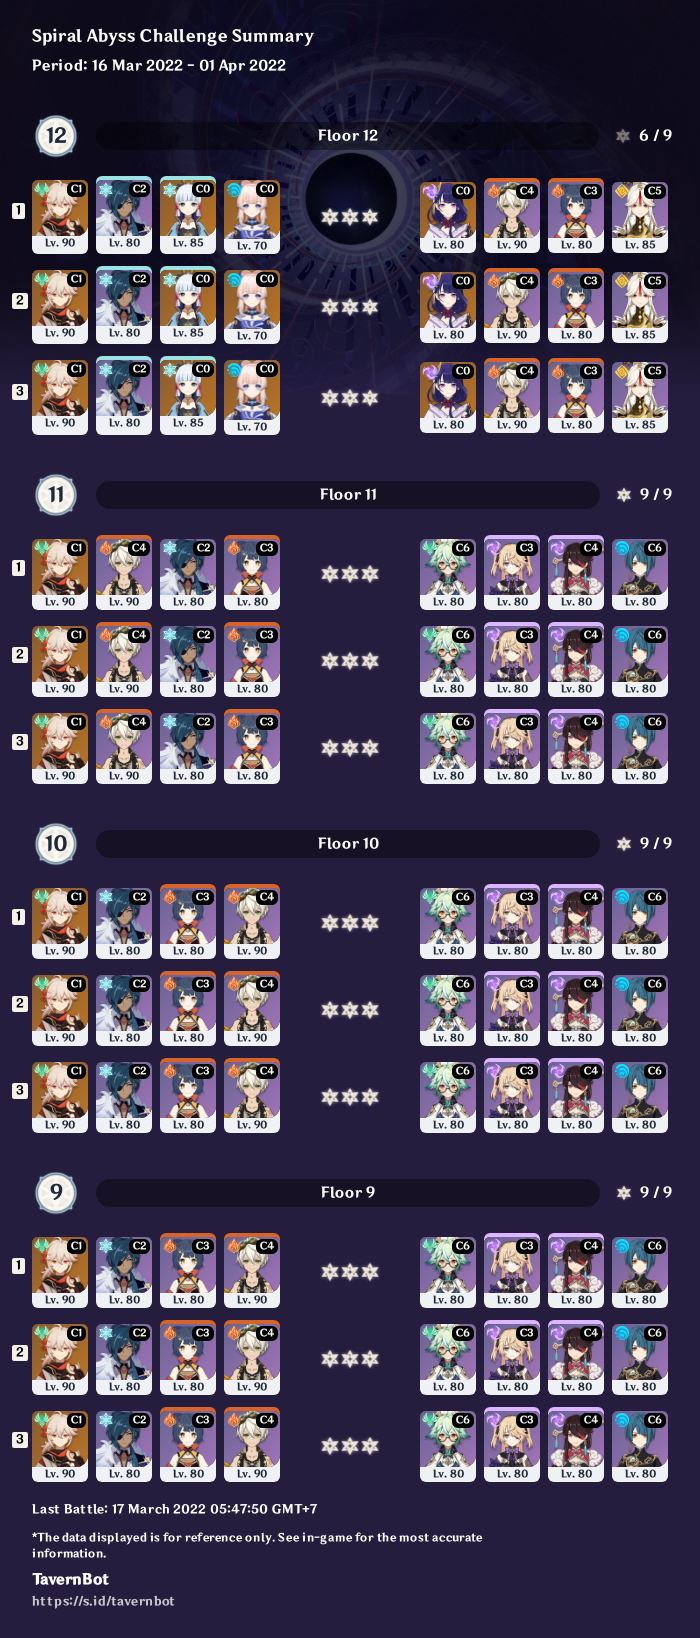 Spiral Abyss Challenge Summary
Period: 16 Mar 2022 - 01 Apr 2022
12 Floor 12 6 / 9
C1 C2 C0 C0 C0 C4 C3 C5
1
Lv. 90 Lv. 80 Lv. 85 Lv. 70 Lv. 80 Lv. 90 Lv. 80 Lv. 85
C1 C2 C0 C0 C0 C4 C3 C5
2
Lv. 90 Lv. 80 Lv. 85 Lv. 70 Lv. 80 Lv. 90 Lv. 80 Lv. 85
C1 C2 C0 C0 C0 C4 C3 C5
3
Lv. 90 Lv. 80 Lv. 85 Lv. 70 Lv. 80 Lv. 90 Lv. 80 Lv. 85
11 Floor 11 9 / 9
C1 C4 C2 C3 C6 C3 C4 C6
1
Lv. 90 Lv. 90 Lv. 80 Lv. 80 Lv. 80 Lv. 80 Lv. 80 Lv. 80
C1 C4 C2 C3 C6 C3 C4 C6
2
Lv. 90 Lv. 90 Lv. 80 Lv. 80 Lv. 80 Lv. 80 Lv. 80 Lv. 80
C1 C4 C2 C3 C6 C3 C4 C6
3
Lv. 90 Lv. 90 Lv. 80 Lv. 80 Lv. 80 Lv. 80 Lv. 80 Lv. 80
10 Floor 10 9 / 9
C1 C2 C3 C4 C6 C3 C4 C6
1
Lv. 90 Lv. 80 Lv. 80 Lv. 90 Lv. 80 Lv. 80 Lv. 80 Lv. 80
C1 C2 C3 C4 C6 C3 C4 C6
2
Lv. 90 Lv. 80 Lv. 80 Lv. 90 Lv. 80 Lv. 80 Lv. 80 Lv. 80
C1 C2 C3 C4 C6 C3 C4 C6
3
Lv. 90 Lv. 80 Lv. 80 Lv. 90 Lv. 80 Lv. 80 Lv. 80 Lv. 80
9 Floor 9 9 / 9
C1 C2 C3 C4 C6 C3 C4 C6
1
Lv. 90 Lv. 80 Lv. 80 Lv. 90 Lv. 80 Lv. 80 Lv. 80 Lv. 80
C1 C2 C3 C4 C6 C3 C4 C6
2
Lv. 90 Lv. 80 Lv. 80 Lv. 90 Lv. 80 Lv. 80 Lv. 80 Lv. 80
C1 C2 C3 C4 C6 C3 C4 C6
3
Lv. 90 Lv. 80 Lv. 80 Lv. 90 Lv. 80 Lv. 80 Lv. 80 Lv. 80
Last Battle: 17 March 2022 05:47:50 GMT+7
*The data displayed is for reference only. See in-game for the most accurate
information.
TavernBot
https://s.id/tavernbot